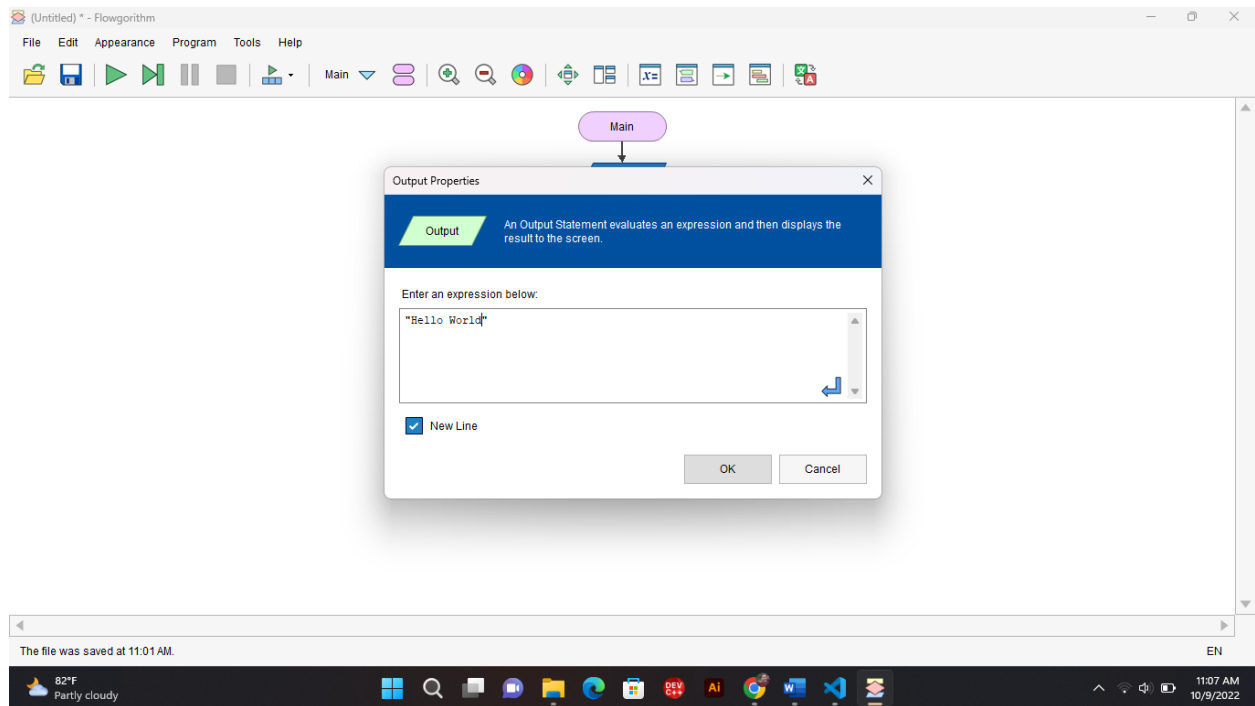 (Untitled) * - Flowgorithm
File Edit Appearance Program Tools Help
Main
x=
A
Main
Output Properties
Output
An Output Statement evaluates an expression and then displays the
result to the screen.
Enter an expression below:
"Hello World"
New Line
OK Cancel
The file was saved at 11:01 AM.
EN
82°F
Partly cloudy
DEV
C++
Ai
W
11:07 AM
10/9/2022